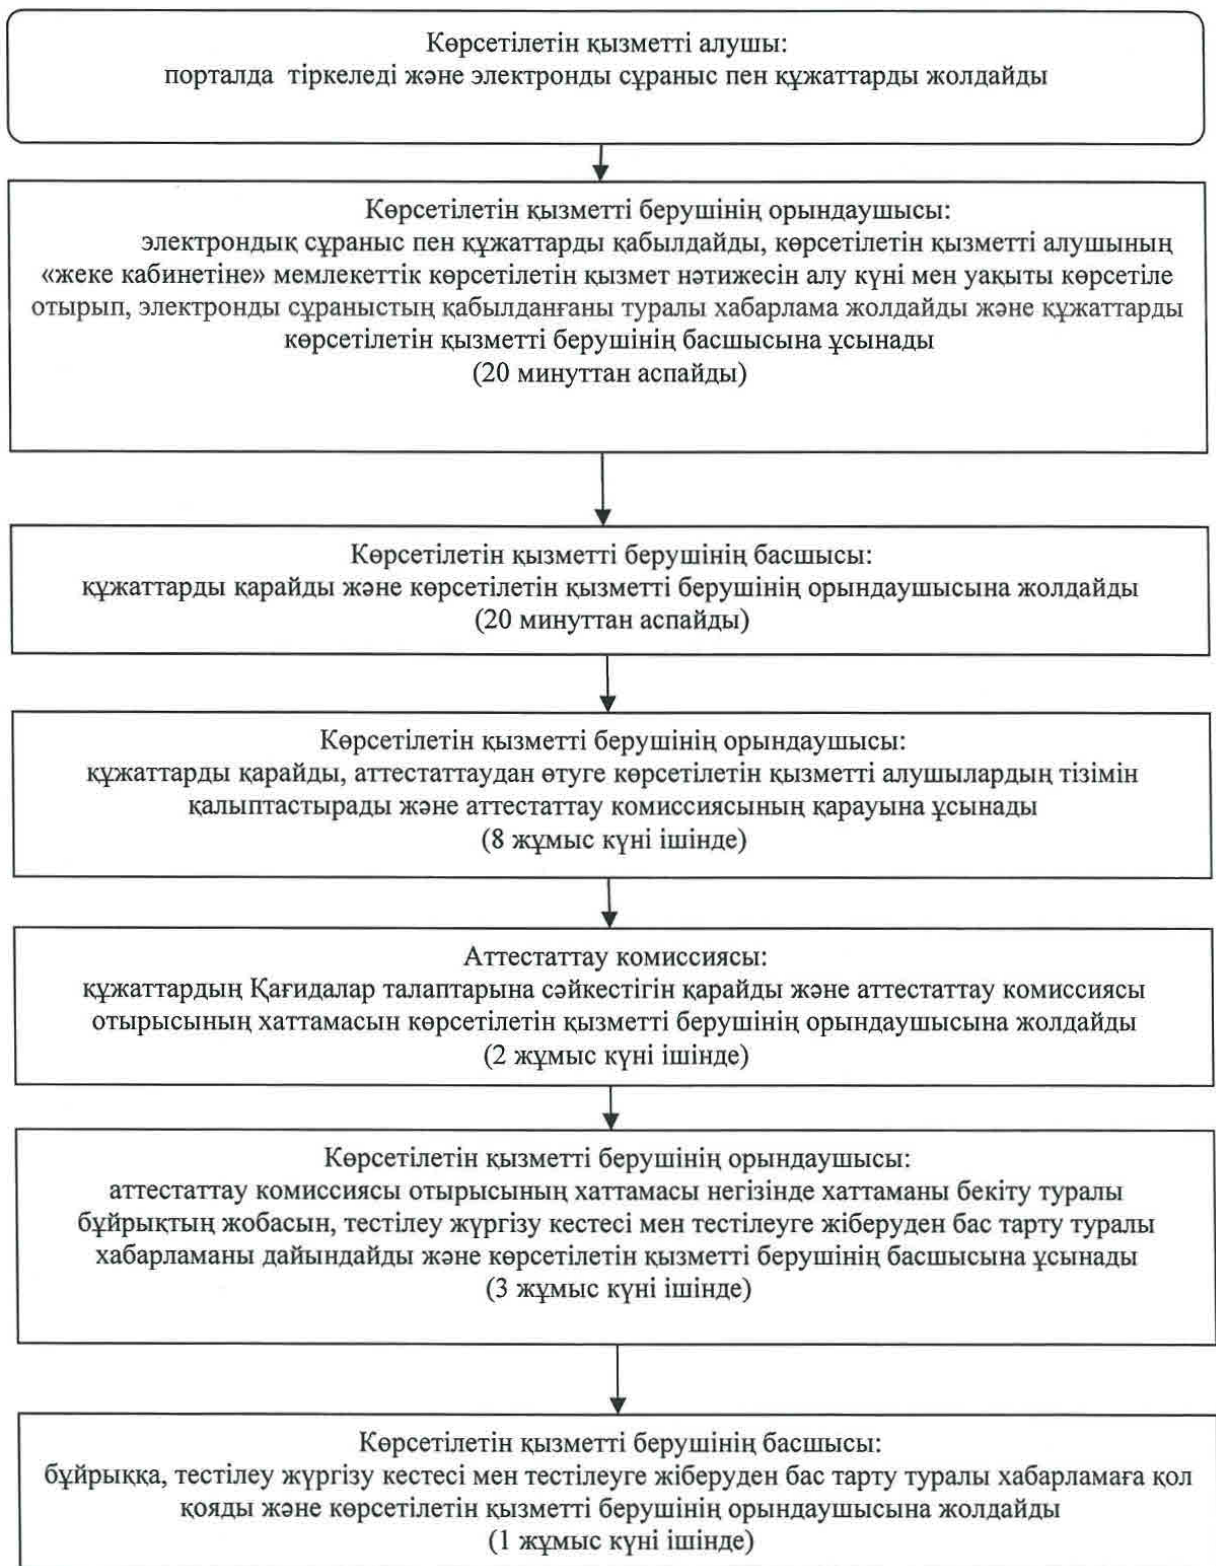 Көрсетілетін қызметті алушы:
порталда тіркеледі және электронды сұраныс пен құжаттарды жолдайды
Көрсетілетін қызметті берушінің орындаушысы:
электрондық сұраныс пен құжаттарды қабылдайды, көрсетілетін қызметті алушының
«жеке кабинетіне» мемлекеттік көрсетілетін қызмет нәтижесін алу күні мен уақыты көрсетіле
отырып, электронды сұраныстың қабылданғаны туралы хабарлама жолдайды және құжаттарды
көрсетілетін қызметті берушінің басшысына ұсынады
(20 минуттан аспайды)
Көрсетілетін қызметті берушінің басшысы:
құжаттарды қарайды және көрсетілетін қызметті берушінің орындаушысына жолдайды
(20 минуттан аспайды)
Көрсетілетін қызметті берушінің орындаушысы:
құжаттарды қарайды, аттестаттаудан өтуге көрсетілетін қызметті алушылардың тізімін
қалыптастырады және аттестаттау комиссиясының қарауына ұсынады
(8 жұмыс күні ішінде)
Аттестаттау комиссиясы:
құжаттардың Қағидалар талаптарына сәйкестігін қарайды және аттестаттау комиссиясы
отырысының хаттамасын көрсетілетін қызметті берушінің орындаушысына жолдайды
(2 жұмыс күні ішінде)
Көрсетілетін қызметті берушінің орындаушысы:
аттестаттау комиссиясы отырысының хаттамасы негізінде хаттаманы бекіту туралы
бұйрықтың жобасын, тестілеу жүргізу кестесі мен тестілеуге жіберуден бас тарту туралы
хабарламаны дайындайды және көрсетілетін қызметті берушінің басшысына ұсынады
(3 жұмыс күні ішінде)
Көрсетілетін қызметті берушінің басшысы:
бұйрыққа, тестілеу жүргізу кестесі мен тестілеуге жіберуден бас тарту туралы хабарламаға қол
қояды және көрсетілетін қызметті берушінің орындаушысына жолдайды
(1 жұмыс күні ішінде)